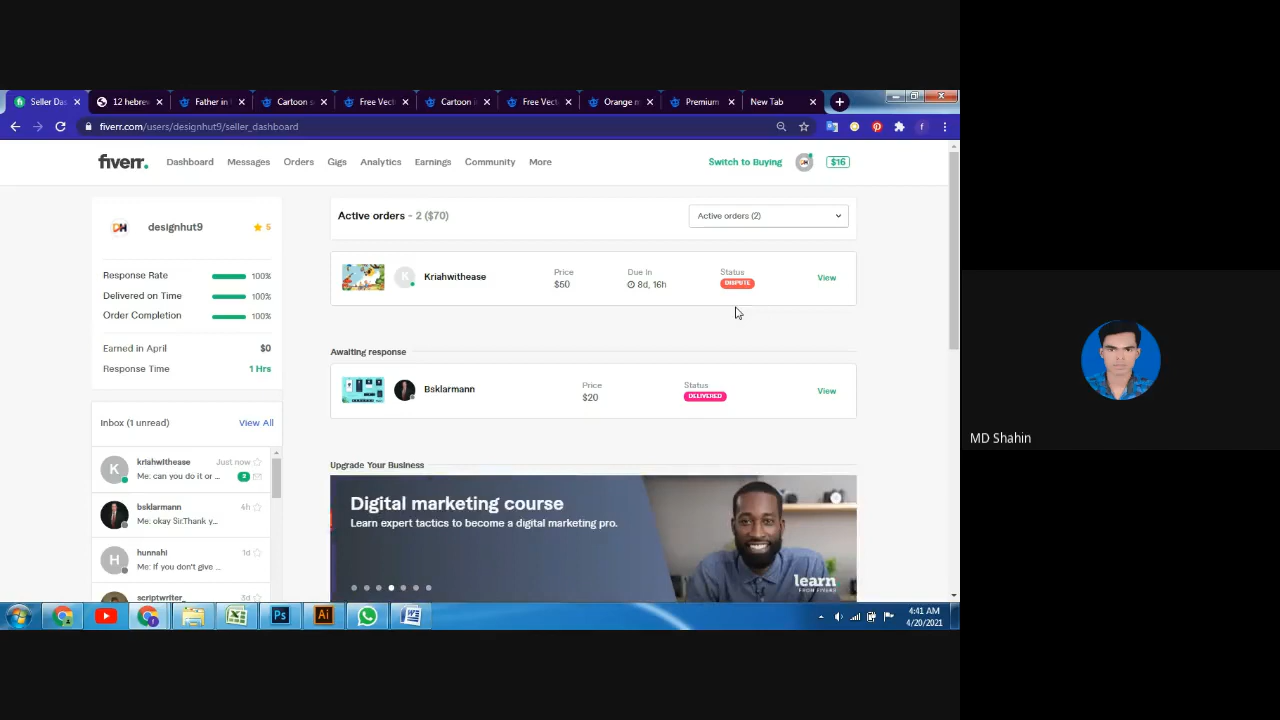 Seller Das
12 hebrew
Father in
Cartoon s
Free Vect
Cartoon i
Free Vect
Orange m
Premium
New Tab
fiverr.com/users/designhut9/seller_dashboard
fiverr.
Dashboard
Messages
Orders
Gigs
Analytics
Earnings
Community
More
Switch to Buying
$16
DH
designhut9
5
Response Rate
100%
Delivered on Time
100%
Order Completion
100%
Earned in April
$0
Response Time
1 Hrs
Inbox (1 unread)
View All
K
kriahwithease
Just now
Me: can you do it or ...
bsklarmann
4h
Me: okay Sir.Thank y...
H
hunnahi
1d
Me: If you don't give ...
scriptwriter_
3d
Active orders - 2 ($70)
Active orders (2)
K
Kriahwithease
Price
$50
Due In
8d, 16h
Status
DISPUTE
View
Awaiting response
Bsklarmann
Price
$20
Status
DELIVERED
View
Upgrade Your Business
Digital marketing course
Learn expert tactics to become a digital marketing pro.
learn
FROM FIVERR
Ps
Ai
4:41 AM
4/20/2021
MD Shahin